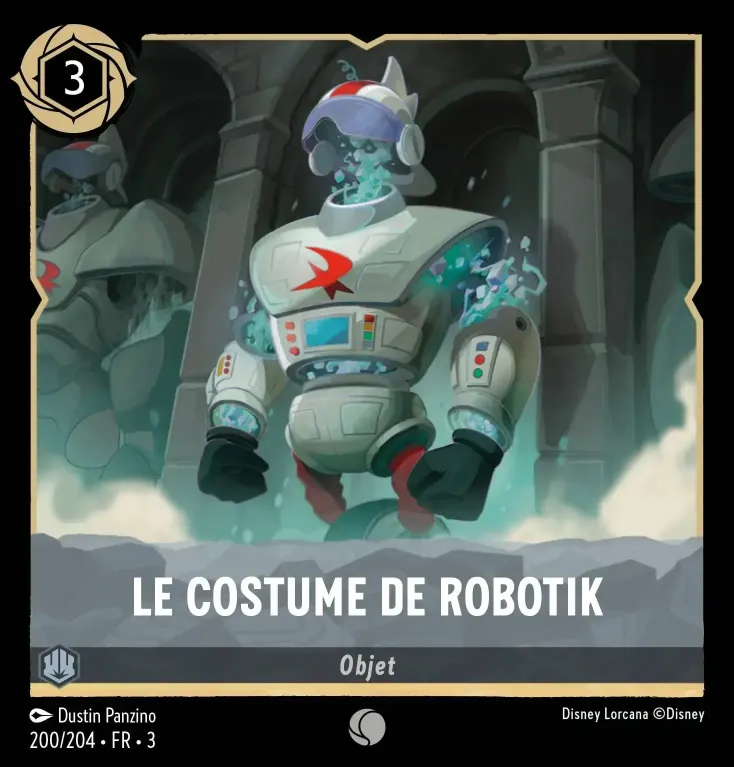 3
LE COSTUME DE ROBOTIK
Objet
Dustin Panzino
Disney Lorcana ©Disney
200/204 • FR • 3